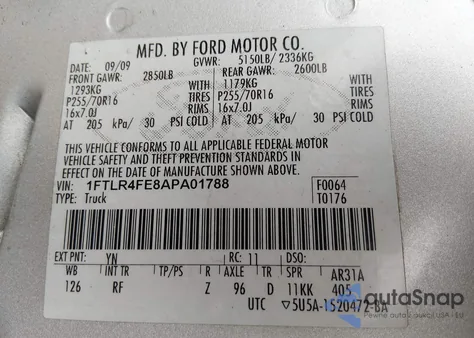 MFD. BY FORD MOTOR CO.
DATE: 09/09 GVWR: 5150LB/ 2336KG
FRONT GAWR: 2850LB REAR GAWR: 2600LB
1293KG WITH 1179KG WITH
P255/70R16 TIRES P255/70R16 TIRES
16x7.0J RIMS 16x7.0J RIMS
AT 205 kPa/ 30 PSI COLD AT 205 kPa/ 30 PSI COLD
THIS VEHICLE CONFORMS TO ALL APPLICABLE FEDERAL MOTOR
VEHICLE SAFETY AND THEFT PREVENTION STANDARDS IN
EFFECT ON THE DATE OF MANUFACTURE SHOWN ABOVE.
VIN: 1FTLR4FE8APA01788 F0064
TYPE: Truck T0176
EXT PNT: YN RC: 11 DSO:
WB INT TR TP/PS R AXLE TR SPR AR31A
126 RF Z 96 D 11KK 405
UTC ▽5U5A-1520472-BA
autoSnap
Pewna auta z USA